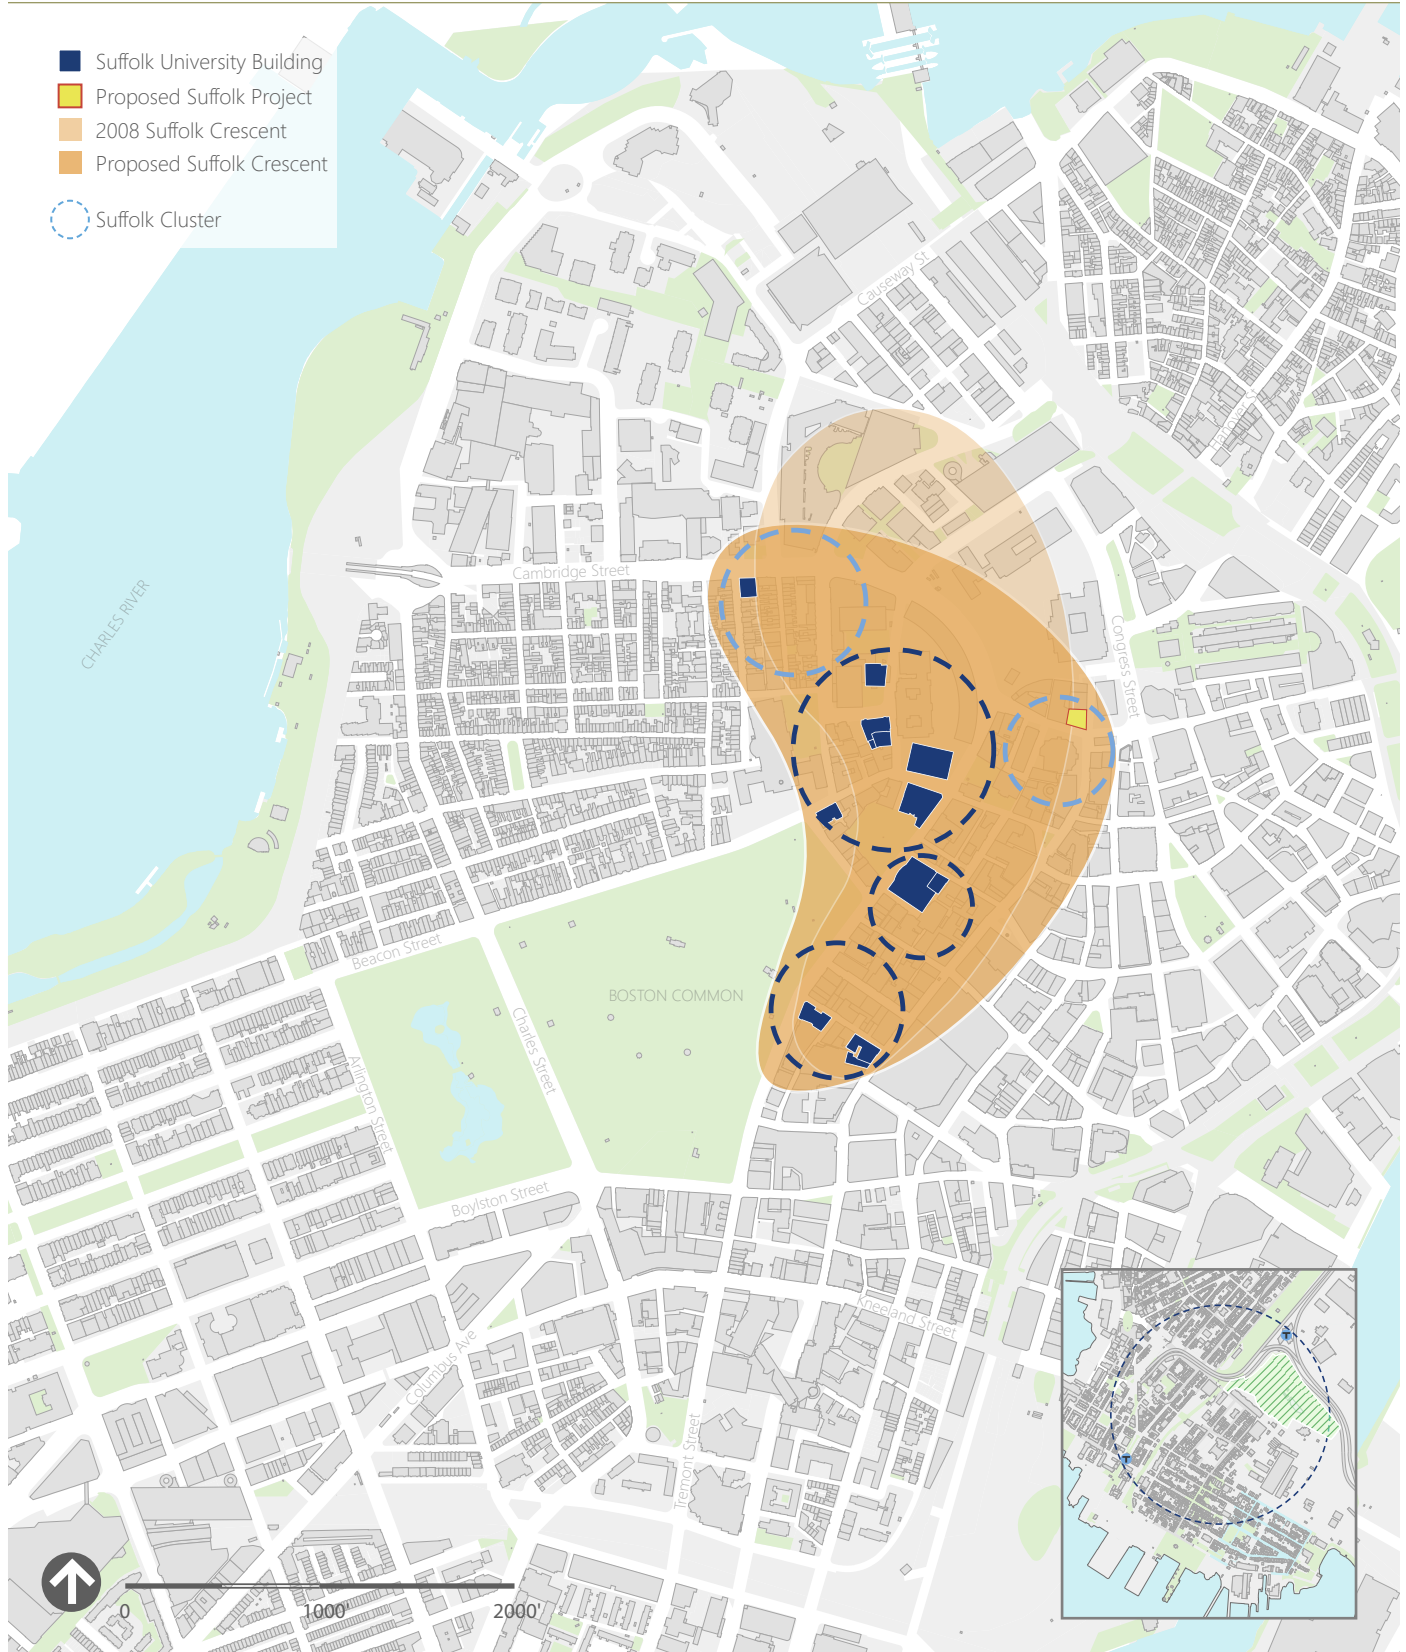 Suffolk University Building
Proposed Suffolk Project
2008 Suffolk Crescent
Proposed Suffolk Crescent
Suffolk Cluster
Causeway St
Hanover St
Cambridge Street
CHARLES RIVER
Congress Street
Beacon Street
BOSTON COMMON
Charles Street
Arlington Street
Boylston Street
Kneeland Street
Columbus Ave
Tremont Street
T
T
0 1000' 2000'